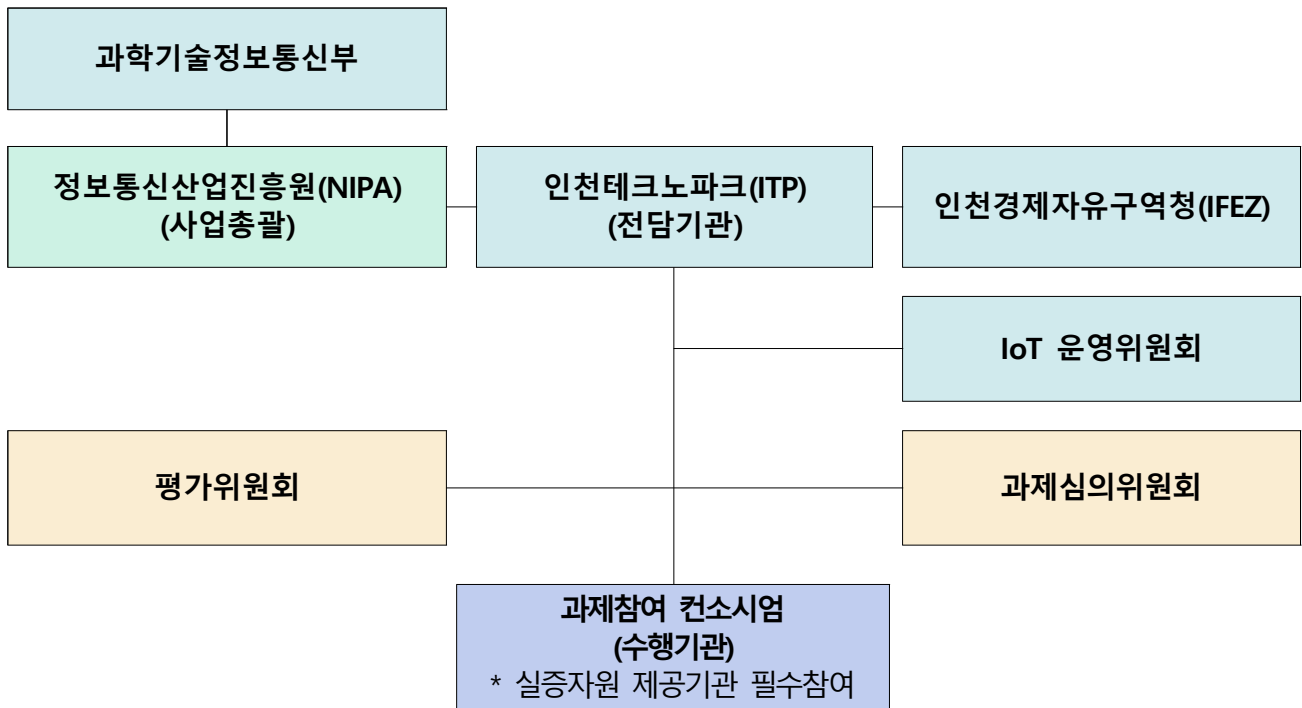 과학기술정보통신부
정보통신산업진흥원(NIPA)
(사업총괄)
인천테크노파크(ITP)
(전담기관)
인천경제자유구역청(IFEZ)
IoT 운영위원회
평가위원회
과제심의위원회
과제참여 컨소시엄
(수행기관)
* 실증자원 제공기관 필수참여